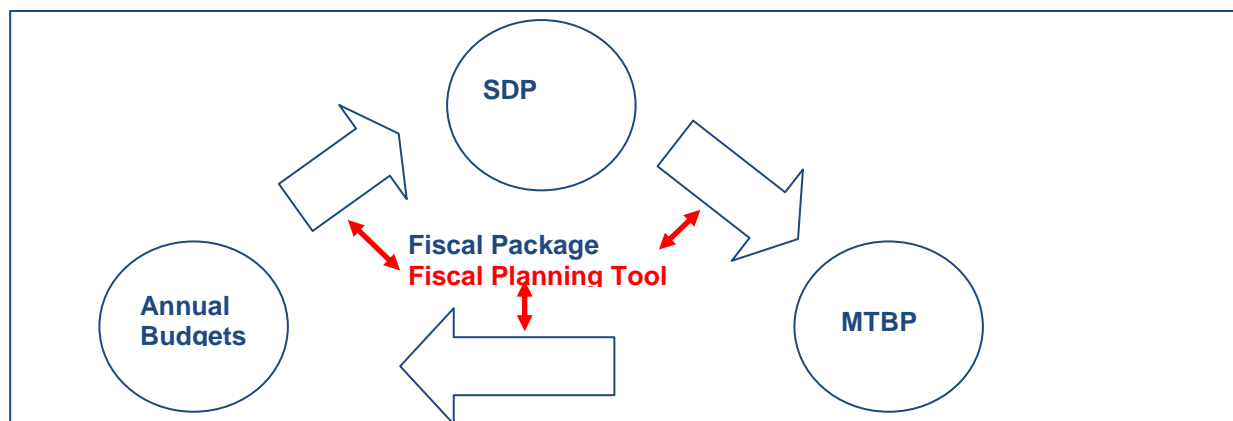 SDP
Fiscal Package
Fiscal Planning Tool
Annual
Budgets
MTBP